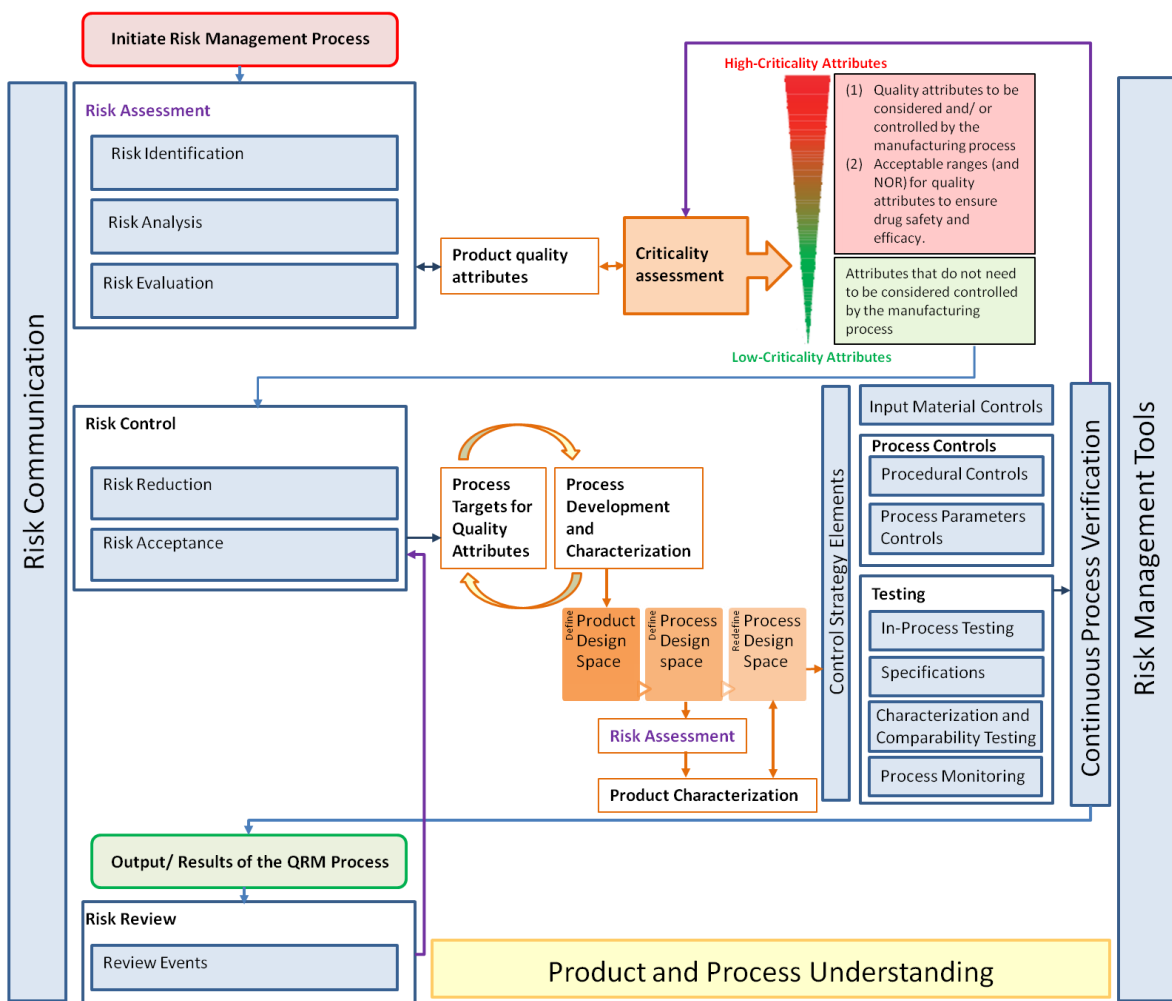 Initiate Risk Management Process
Risk Communication
Risk Assessment
Risk Identification
Risk Analysis
Risk Evaluation
Product quality
attributes
Criticality
assessment
High-Criticality Attributes
(1) Quality attributes to be
considered and/ or
controlled by the
manufacturing process
(2) Acceptable ranges (and
NOR) for quality
attributes to ensure
drug safety and
efficacy.
Attributes that do not need
to be considered controlled
by the manufacturing
process
Low-Criticality Attributes
Risk Management Tools
Risk Control
Risk Reduction
Risk Acceptance
Process
Targets for
Quality
Attributes
Process
Development
and
Characterization
Define
Product
Design
Space
Define
Process
Design
space
Redefine
Process
Design
Space
Risk Assessment
Product Characterization
Control Strategy Elements
Input Material Controls
Process Controls
Procedural Controls
Process Parameters
Controls
Testing
In-Process Testing
Specifications
Characterization and
Comparability Testing
Process Monitoring
Continuous Process Verification
Output/ Results of the QRM Process
Risk Review
Review Events
Product and Process Understanding